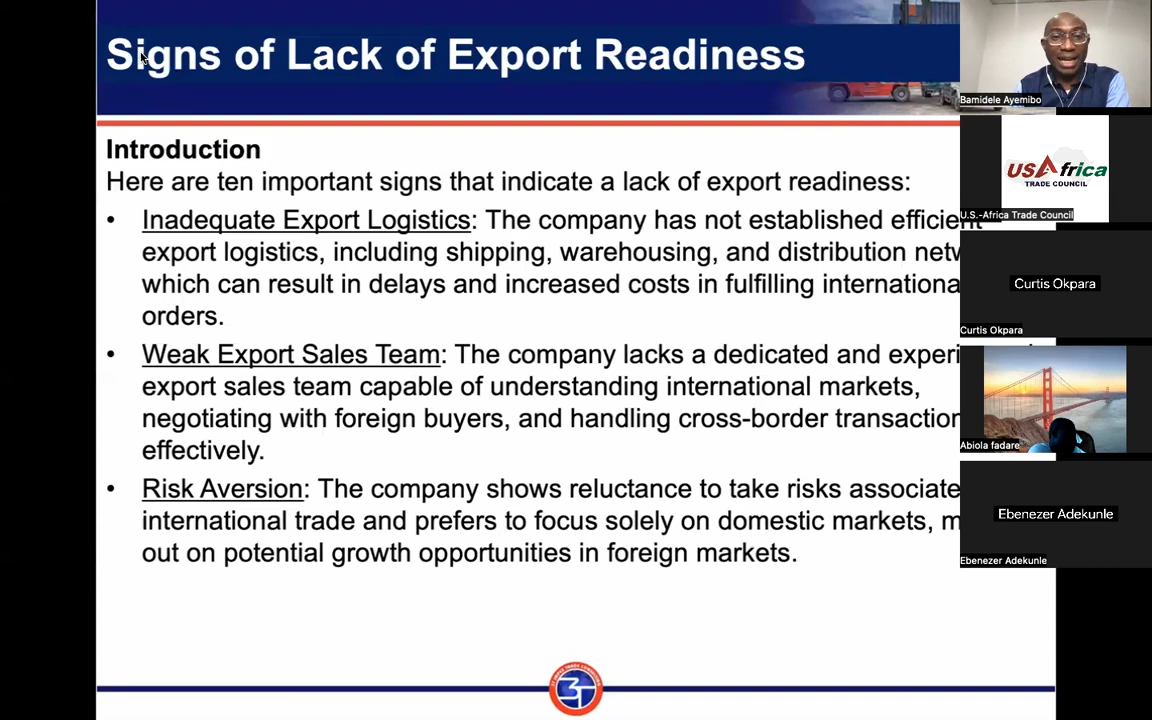 Signs of Lack of Export Readiness
Introduction
Here are ten important signs that indicate a lack of export readiness:
• Inadequate Export Logistics: The company has not established efficient
export logistics, including shipping, warehousing, and distribution
which can result in delays and increased costs in fulfilling
orders.
• Weak Export Sales Team: The company lacks a dedicated and
export sales team capable of understanding international markets,
negotiating with foreign buyers, and handling cross-border
effectively.
• Risk Aversion: The company shows reluctance to take risks
international trade and prefers to focus solely on domestic markets,
out on potential growth opportunities in foreign markets.
3T
Bamidele Ayemibo
USAfrica
TRADE COUNCIL
U.S.-Africa Trade Council
Curtis Okpara
Curtis Okpara
Abiola fadare
Ebenezer Adekunle
Ebenezer Adekunle